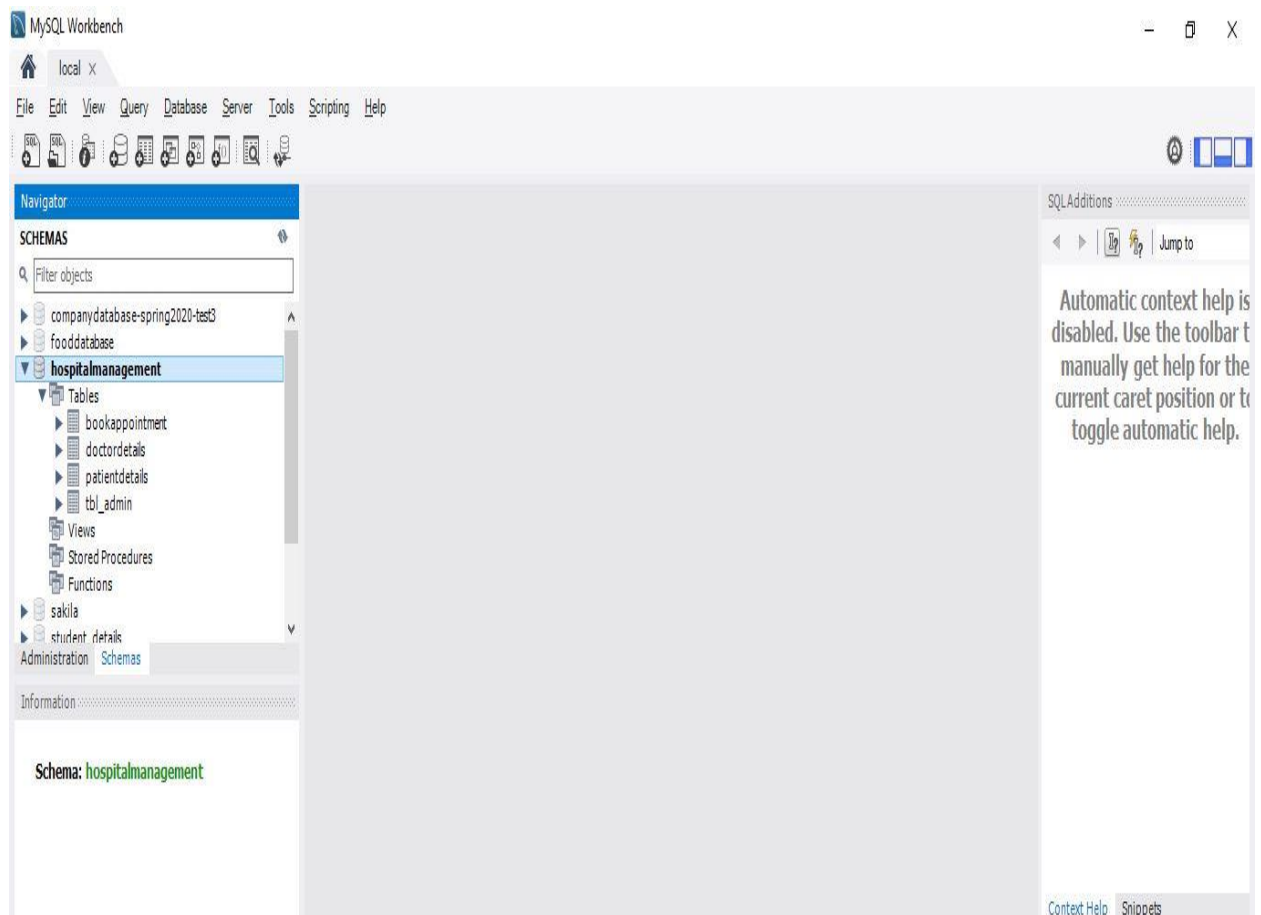 MySQL Workbench
local
File Edit View Query Database Server Tools Scripting Help
Navigator
SCHEMAS
Filter objects
companydatabase-spring2020-test3
fooddatabase
hospitalmanagement
Tables
bookappointment
doctordetails
patientdetails
tbl_admin
Views
Stored Procedures
Functions
sakila
student_details
Administration Schemas
Information
Schema: hospitalmanagement
SQLAdditions
Jump to
Automatic context help is
disabled. Use the toolbar t
manually get help for the
current caret position or to
toggle automatic help.
Context Help Snippets